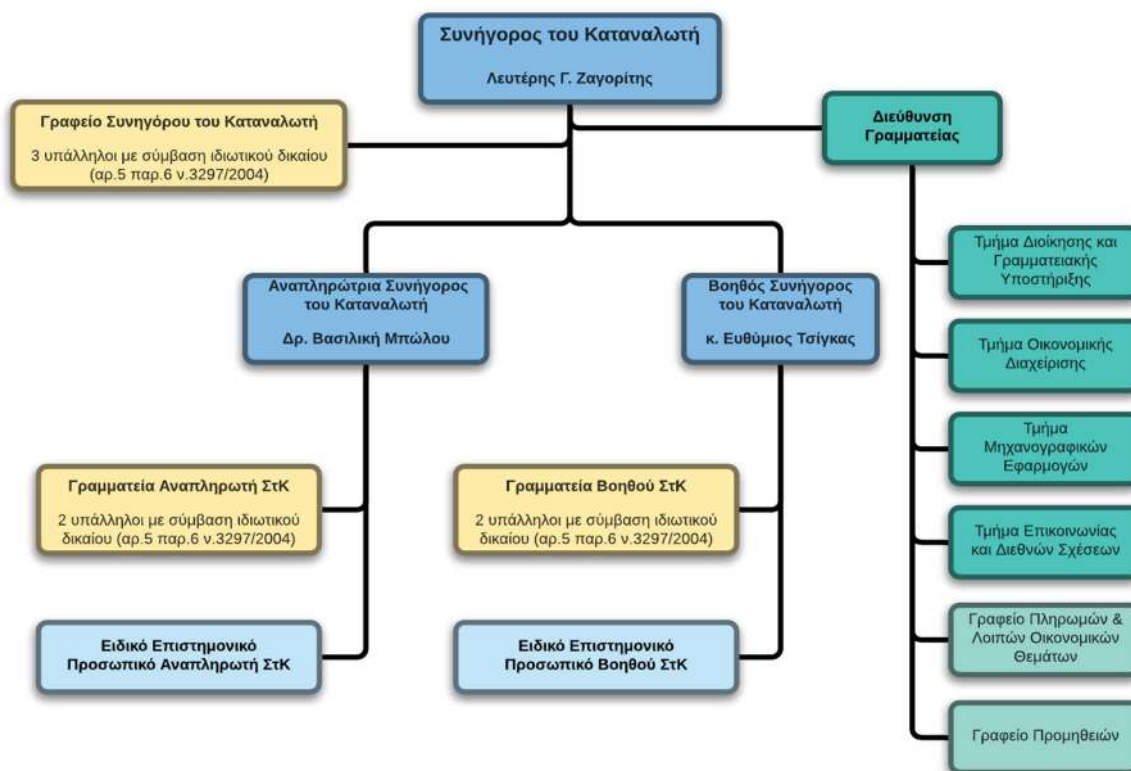 Συνήγορος του Καταναλωτή
Λευτέρης Γ. Ζαγορίτης
Γραφείο Συνηγόρου του Καταναλωτή
3 υπάλληλοι με σύμβαση ιδιωτικού δικαίου
(αρ.5 παρ.6 ν.3297/2004)
Διεύθυνση
Γραμματείας
Αναπληρώτρια Συνήγορος
του Καταναλωτή
Δρ. Βασιλική Μπώλου
Βοηθός Συνήγορος
του Καταναλωτή
κ. Ευθύμιος Τσίγκας
Γραμματεία Αναπληρωτή ΣτΚ
2 υπάλληλοι με σύμβαση ιδιωτικού
δικαίου (αρ.5 παρ.6 ν.3297/2004)
Γραμματεία Βοηθού ΣτΚ
2 υπάλληλοι με σύμβαση ιδιωτικού
δικαίου (αρ.5 παρ.6 ν.3297/2004)
Ειδικό Επιστημονικό
Προσωπικό Αναπληρωτή ΣτΚ
Ειδικό Επιστημονικό
Προσωπικό Βοηθού ΣτΚ
Τμήμα Διοίκησης και
Γραμματειακής
Υποστήριξης
Τμήμα Οικονομικής
Διαχείρισης
Τμήμα
Μηχανογραφικών
Εφαρμογών
Τμήμα Επικοινωνίας
και Διεθνών Σχέσεων
Γραφείο Πληρωμών &
Λοιπών Οικονομικών
Θεμάτων
Γραφείο Προμηθειών